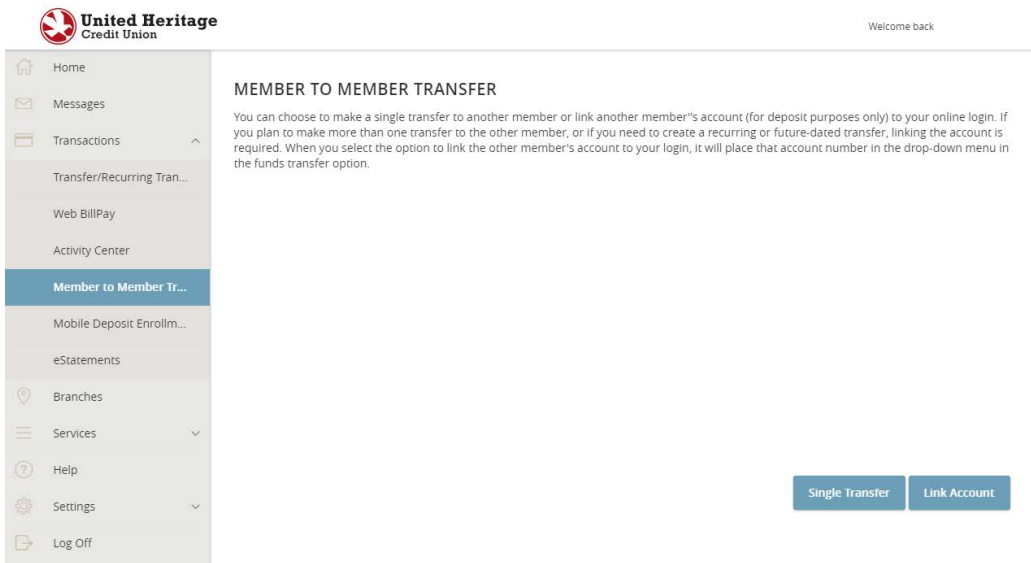 United Heritage
Credit Union
Welcome back
Home
Messages
Transactions
Transfer/Recurring Tran...
Web BillPay
Activity Center
Member to Member Tr...
Mobile Deposit Enrollm...
eStatements
Branches
Services
Help
Settings
Log Off
MEMBER TO MEMBER TRANSFER
You can choose to make a single transfer to another member or link another member"s account (for deposit purposes only) to your online login. If
you plan to make more than one transfer to the other member, or if you need to create a recurring or future-dated transfer, linking the account is
required. When you select the option to link the other member's account to your login, it will place that account number in the drop-down menu in
the funds transfer option.
Single Transfer
Link Account